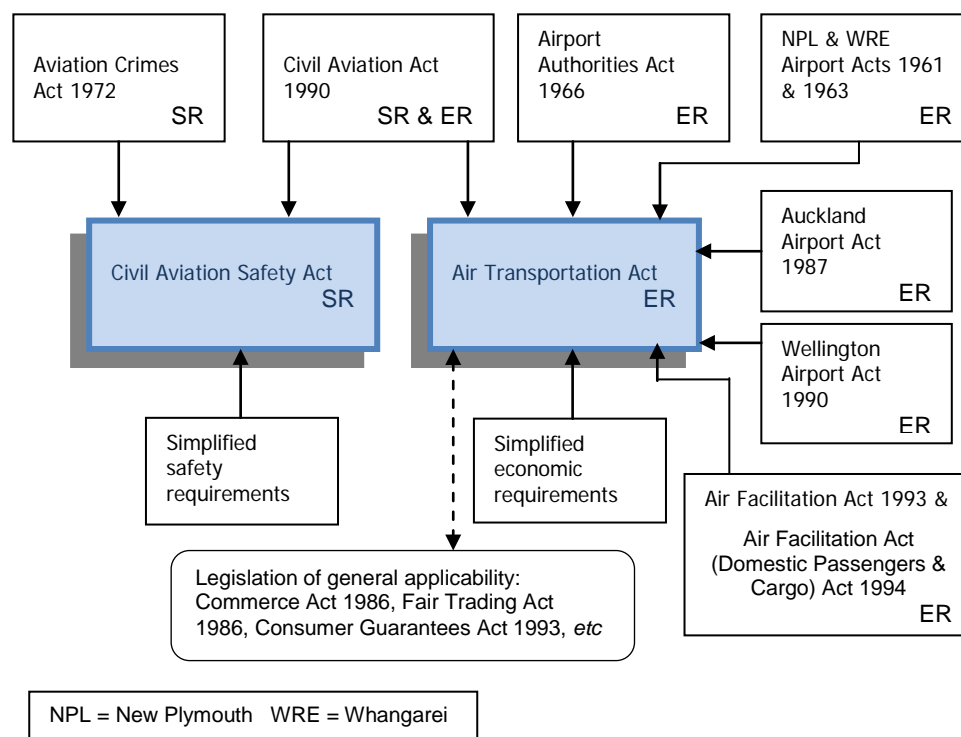 Aviation Crimes
Act 1972
SR
Civil Aviation Act
1990
SR & ER
Airport
Authorities Act
1966
ER
NPL & WRE
Airport Acts 1961
& 1963
ER
Civil Aviation Safety Act
SR
Air Transportation Act
ER
Auckland
Airport Act
1987
ER
Wellington
Airport Act
1990
ER
Simplified
safety
requirements
Simplified
economic
requirements
Air Facilitation Act 1993 &
Air Facilitation Act
(Domestic Passengers &
Cargo) Act 1994
ER
Legislation of general applicability:
Commerce Act 1986, Fair Trading Act
1986, Consumer Guarantees Act 1993, etc
NPL = New Plymouth WRE = Whangarei